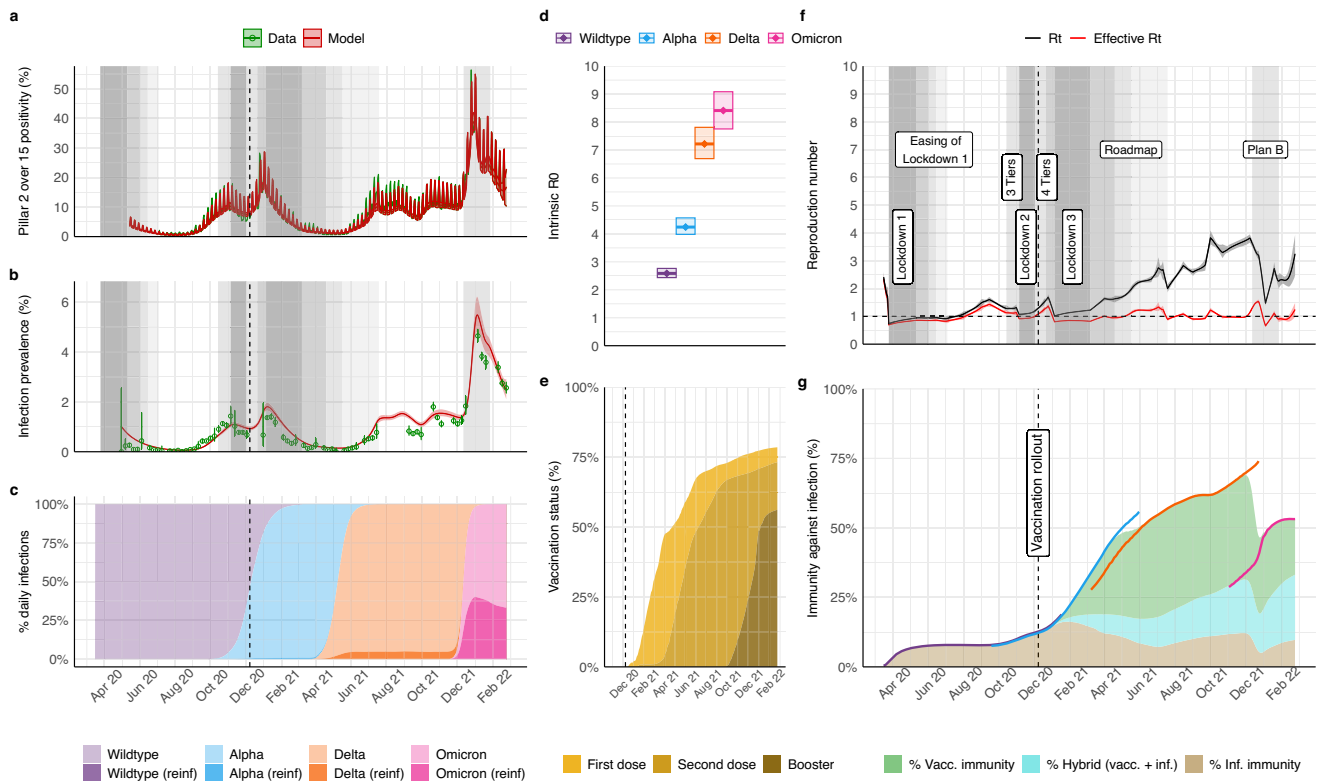 a
Data
Model
Pillar 2 over 15 positivity (%)
50
40
30
20
10
0
b
Infection prevalence (%)
6
4
2
0
c
% daily infections
100%
75%
50%
25%
0%
Apr 20
Jun 20
Aug 20
Oct 20
Dec 20
Feb 21
Apr 21
Jun 21
Aug 21
Oct 21
Dec 21
Feb 22
Wildtype
Alpha
Delta
Omicron
Wildtype (reinf)
Alpha (reinf)
Delta (reinf)
Omicron (reinf)
d
Wildtype
Alpha
Delta
Omicron
Intrinsic R0
10
9
8
7
6
5
4
3
2
1
0
e
Vaccination status (%)
100%
75%
50%
25%
0%
Dec 20
Feb 21
Apr 21
Jun 21
Aug 21
Oct 21
Dec 21
Feb 22
First dose
Second dose
Booster
f
Rt
Effective Rt
Reproduction number
10
9
8
7
6
5
4
3
2
1
0
Easing of
Lockdown 1
Lockdown 1
3 Tiers
Lockdown 2
4 Tiers
Lockdown 3
Roadmap
Plan B
g
Immunity against infection (%)
100%
75%
50%
25%
0%
Vaccination rollout
Apr 20
Jun 20
Aug 20
Oct 20
Dec 20
Feb 21
Apr 21
Jun 21
Aug 21
Oct 21
Dec 21
Feb 22
% Vacc. immunity
% Hybrid (vacc. + inf.)
% Inf. immunity